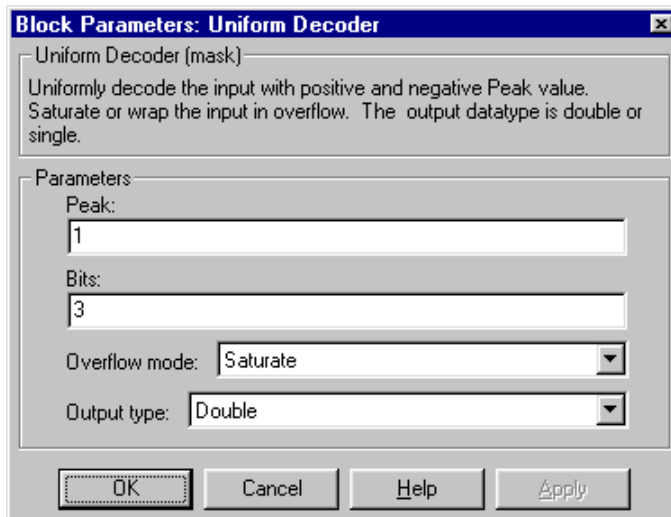 Block Parameters: Uniform Decoder
Uniform Decoder (mask)
Uniformly decode the input with positive and negative Peak value.
Saturate or wrap the input in overflow.  The  output datatype is double or
single.
Parameters
Peak:
1
Bits:
3
Overflow mode: Saturate
Output type: Double
OK Cancel Help Apply